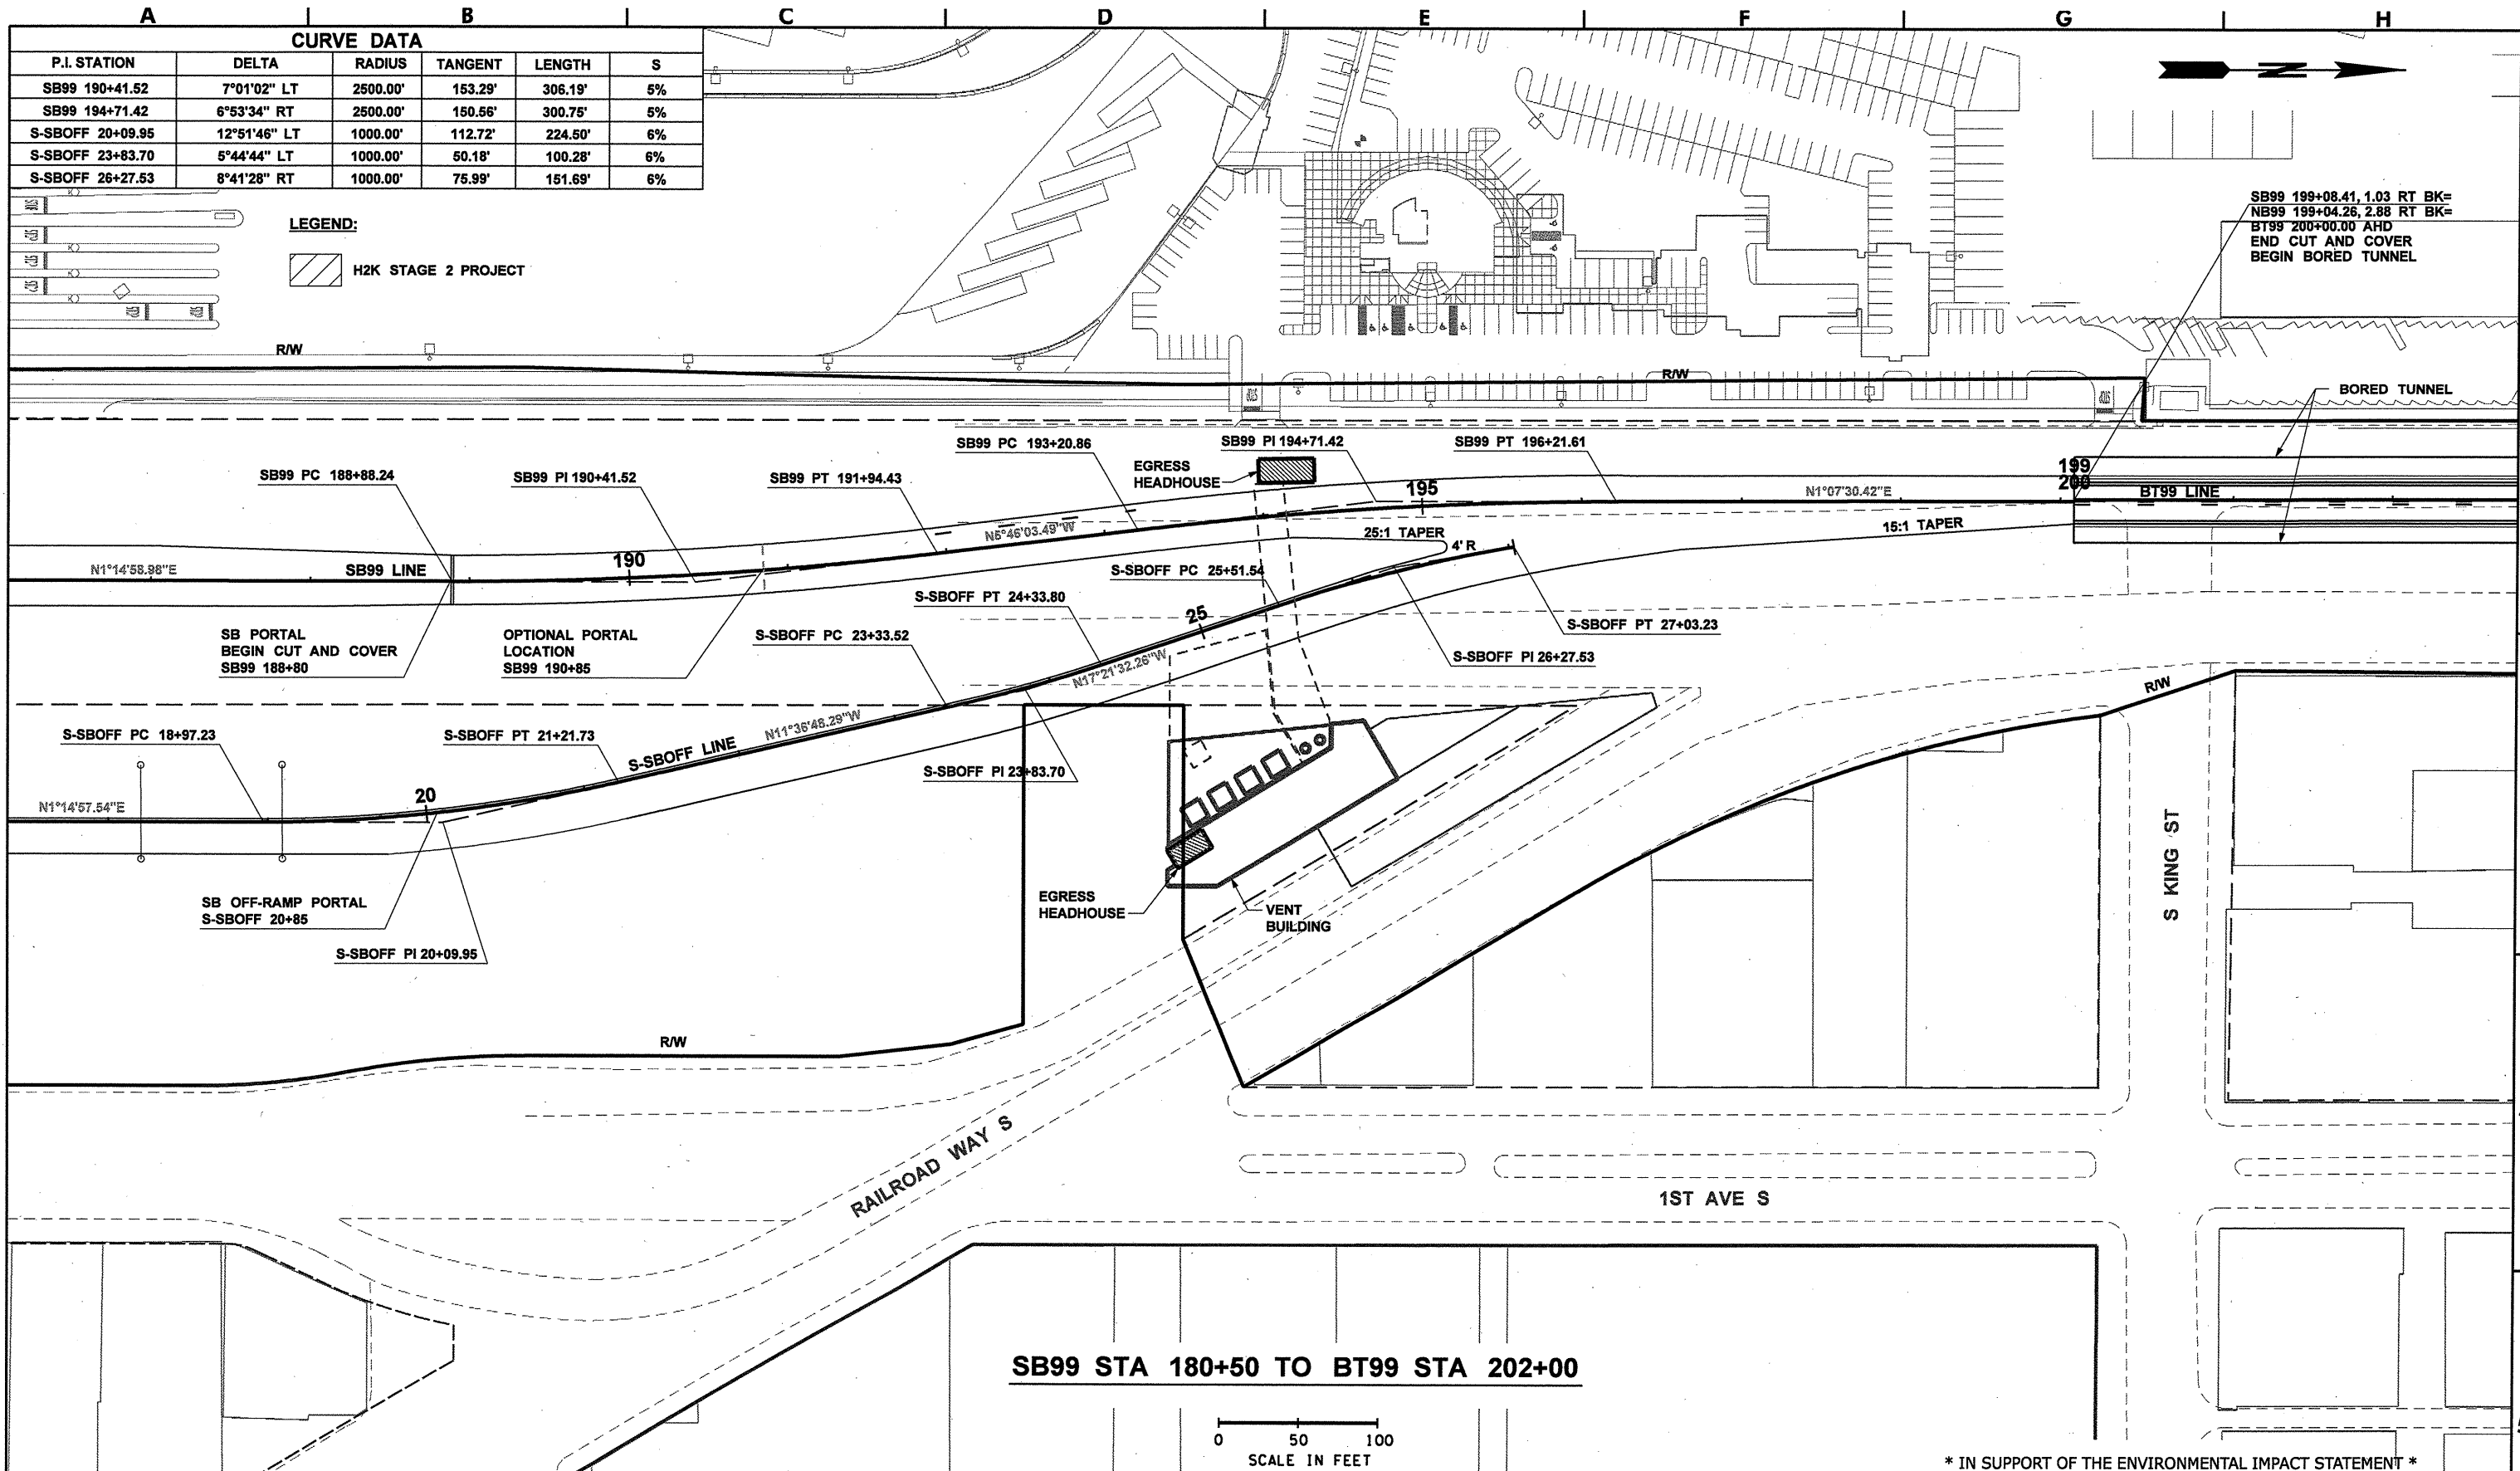 A B C D E F G H
CURVE DATA
P.I. STATION DELTA RADIUS TANGENT LENGTH S
SB99 190+41.52 7°01'02" LT 2500.00' 153.29' 306.19' 5%
SB99 194+71.42 6°53'34" RT 2500.00' 150.56' 300.75' 5%
S-SBOFF 20+09.95 12°51'46" LT 1000.00' 112.72' 224.50' 6%
S-SBOFF 23+83.70 5°44'44" LT 1000.00' 50.18' 100.28' 6%
S-SBOFF 26+27.53 8°41'28" RT 1000.00' 75.99' 151.69' 6%
N
LEGEND:
H2K STAGE 2 PROJECT
SB99 199+08.41, 1.03 RT BK=
NB99 199+04.26, 2.88 RT BK=
BT99 200+00.00 AHD
END CUT AND COVER
BEGIN BORED TUNNEL
STOP
STOP
STOP
STOP
R/W
R/W
STOP
STOP
BORED TUNNEL
SB99 PC 188+88.24
SB99 PI 190+41.52
SB99 PT 191+94.43
SB99 PC 193+20.86
EGRESS
HEADHOUSE
SB99 PI 194+71.42
SB99 PT 196+21.61
195
199
200
N1°07'30.42"E
BT99 LINE
15:1 TAPER
25:1 TAPER
4' R
N1°14'58.98"E
SB99 LINE
190
N5°46'03.49"W
SB PORTAL
BEGIN CUT AND COVER
SB99 188+80
OPTIONAL PORTAL
LOCATION
SB99 190+85
S-SBOFF PC 23+33.52
S-SBOFF PT 24+33.80
S-SBOFF PC 25+51.54
25
S-SBOFF PT 27+03.23
S-SBOFF PI 26+27.53
N17°21'32.26"W
R/W
S-SBOFF PC 18+97.23
S-SBOFF PT 21+21.73
S-SBOFF LINE
N11°36'48.29"W
S-SBOFF PI 23+83.70
N1°14'57.54"E
20
SB OFF-RAMP PORTAL
S-SBOFF 20+85
S-SBOFF PI 20+09.95
EGRESS
HEADHOUSE
VENT
BUILDING
S KING ST
R/W
RAILROAD WAY S
1ST AVE S
SB99 STA 180+50 TO BT99 STA 202+00
0 50 100
SCALE IN FEET
* IN SUPPORT OF THE ENVIRONMENTAL IMPACT STATEMENT *